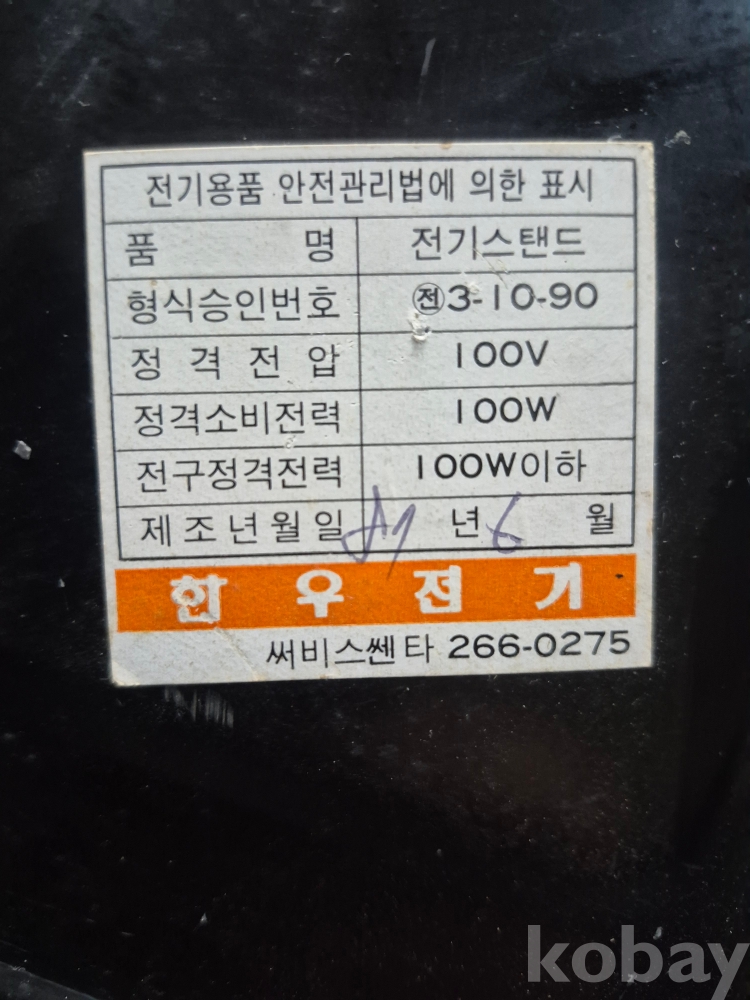 전기용품 안전관리법에 의한 표시
품 명 전기스탠드
형식승인번호 ㉄3-10-90
정격전압 100V
정격소비전력 100W
전구정격전력 100W이하
제조년월일 년 6 월
한우전기
써비스쎈타 266-0275
kobay